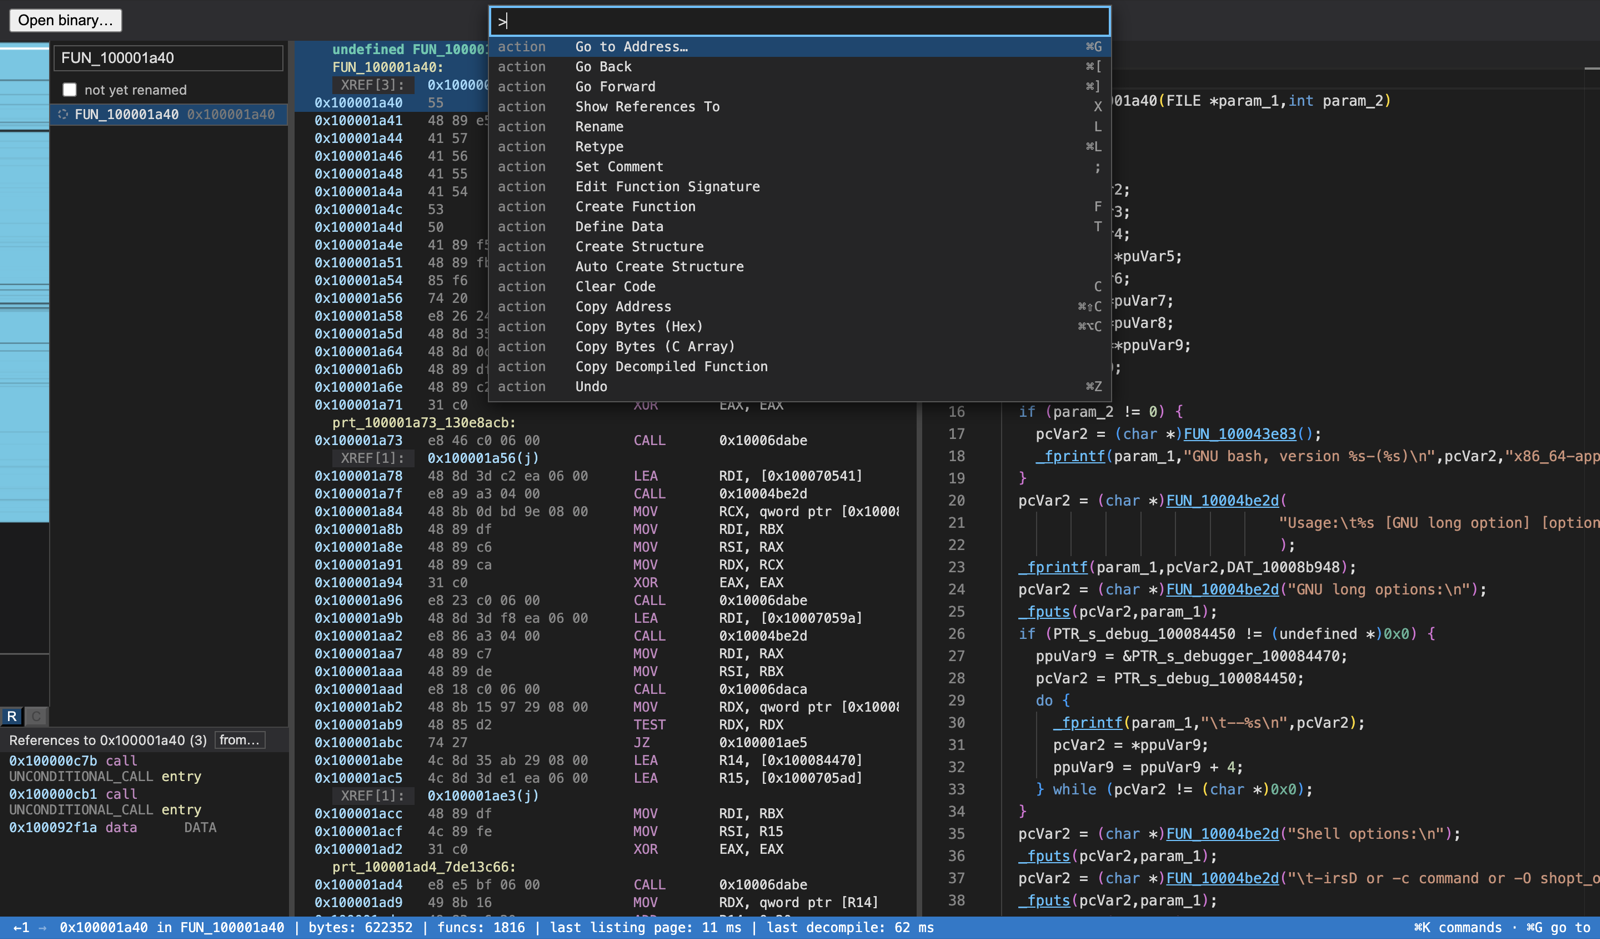 Open binary…
>
FUN_100001a40
not yet renamed
FUN_100001a40 0x100001a40
R C
References to 0x100001a40 (3) from…
0x100000c7b call
UNCONDITIONAL_CALL entry
0x100000cb1 call
UNCONDITIONAL_CALL entry
0x100092f1a data DATA
action Go to Address… ⌘G
action Go Back ⌘[
action Go Forward ⌘]
action Show References To X
action Rename L
action Retype ⌘L
action Set Comment ;
action Edit Function Signature
action Create Function F
action Define Data T
action Create Structure
action Auto Create Structure
action Clear Code C
action Copy Address ⌘⇧C
action Copy Bytes (Hex) ⌘⌥C
action Copy Bytes (C Array)
action Copy Decompiled Function
action Undo ⌘Z
undefined FUN_10000
FUN_100001a40:
XREF[3]: 0x10000
0x100001a40 55
0x100001a41 48 89 e5
0x100001a44 41 57
0x100001a46 41 56
0x100001a48 41 55
0x100001a4a 41 54
0x100001a4c 53
0x100001a4d 50
0x100001a4e 41 89 f5
0x100001a51 48 89 fb
0x100001a54 85 f6
0x100001a56 74 20
0x100001a58 e8 26 24
0x100001a5d 48 8d 35
0x100001a64 48 8d 0d
0x100001a6b 48 89 df
0x100001a6e 48 89 c2
0x100001a71 31 c0 XOR EAX, EAX
prt_100001a73_130e8acb:
0x100001a73 e8 46 c0 06 00 CALL 0x10006dabe
XREF[1]: 0x100001a56(j)
0x100001a78 48 8d 3d c2 ea 06 00 LEA RDI, [0x100070541]
0x100001a7f e8 a9 a3 04 00 CALL 0x10004be2d
0x100001a84 48 8b 0d bd 9e 08 00 MOV RCX, qword ptr [0x10008
0x100001a8b 48 89 df MOV RDI, RBX
0x100001a8e 48 89 c6 MOV RSI, RAX
0x100001a91 48 89 ca MOV RDX, RCX
0x100001a94 31 c0 XOR EAX, EAX
0x100001a96 e8 23 c0 06 00 CALL 0x10006dabe
0x100001a9b 48 8d 3d f8 ea 06 00 LEA RDI, [0x10007059a]
0x100001aa2 e8 86 a3 04 00 CALL 0x10004be2d
0x100001aa7 48 89 c7 MOV RDI, RAX
0x100001aaa 48 89 de MOV RSI, RBX
0x100001aad e8 18 c0 06 00 CALL 0x10006daca
0x100001ab2 48 8b 15 97 29 08 00 MOV RDX, qword ptr [0x10008
0x100001ab9 48 85 d2 TEST RDX, RDX
0x100001abc 74 27 JZ 0x100001ae5
0x100001abe 4c 8d 35 ab 29 08 00 LEA R14, [0x100084470]
0x100001ac5 4c 8d 3d e1 ea 06 00 LEA R15, [0x1000705ad]
XREF[1]: 0x100001ae3(j)
0x100001acc 48 89 df MOV RDI, RBX
0x100001acf 4c 89 fe MOV RSI, R15
0x100001ad2 31 c0 XOR EAX, EAX
prt_100001ad4_7de13c66:
0x100001ad4 e8 e5 bf 06 00 CALL 0x10006dabe
0x100001ad9 49 8b 16 MOV RDX, qword ptr [R14]
01a40(FILE *param_1,int param_2)
2;
3;
4;
*puVar5;
6;
puVar7;
puVar8;
*ppuVar9;
;
16 if (param_2 != 0) {
17 pcVar2 = (char *)FUN_100043e83();
18 _fprintf(param_1,"GNU bash, version %s-(%s)\n",pcVar2,"x86_64-app
19 }
20 pcVar2 = (char *)FUN_10004be2d(
21 "Usage:\t%s [GNU long option] [option
22 );
23 _fprintf(param_1,pcVar2,DAT_10008b948);
24 pcVar2 = (char *)FUN_10004be2d("GNU long options:\n");
25 _fputs(pcVar2,param_1);
26 if (PTR_s_debug_100084450 != (undefined *)0x0) {
27 ppuVar9 = &PTR_s_debugger_100084470;
28 pcVar2 = PTR_s_debug_100084450;
29 do {
30 _fprintf(param_1,"\t--%s\n",pcVar2);
31 pcVar2 = *ppuVar9;
32 ppuVar9 = ppuVar9 + 4;
33 } while (pcVar2 != (char *)0x0);
34 }
35 pcVar2 = (char *)FUN_10004be2d("Shell options:\n");
36 _fputs(pcVar2,param_1);
37 pcVar2 = (char *)FUN_10004be2d("\t-irsD or -c command or -O shopt_o
38 _fputs(pcVar2,param_1);
←1 → 0x100001a40 in FUN_100001a40 | bytes: 622352 | funcs: 1816 | last listing page: 11 ms | last decompile: 62 ms ⌘K commands · ⌘G go to